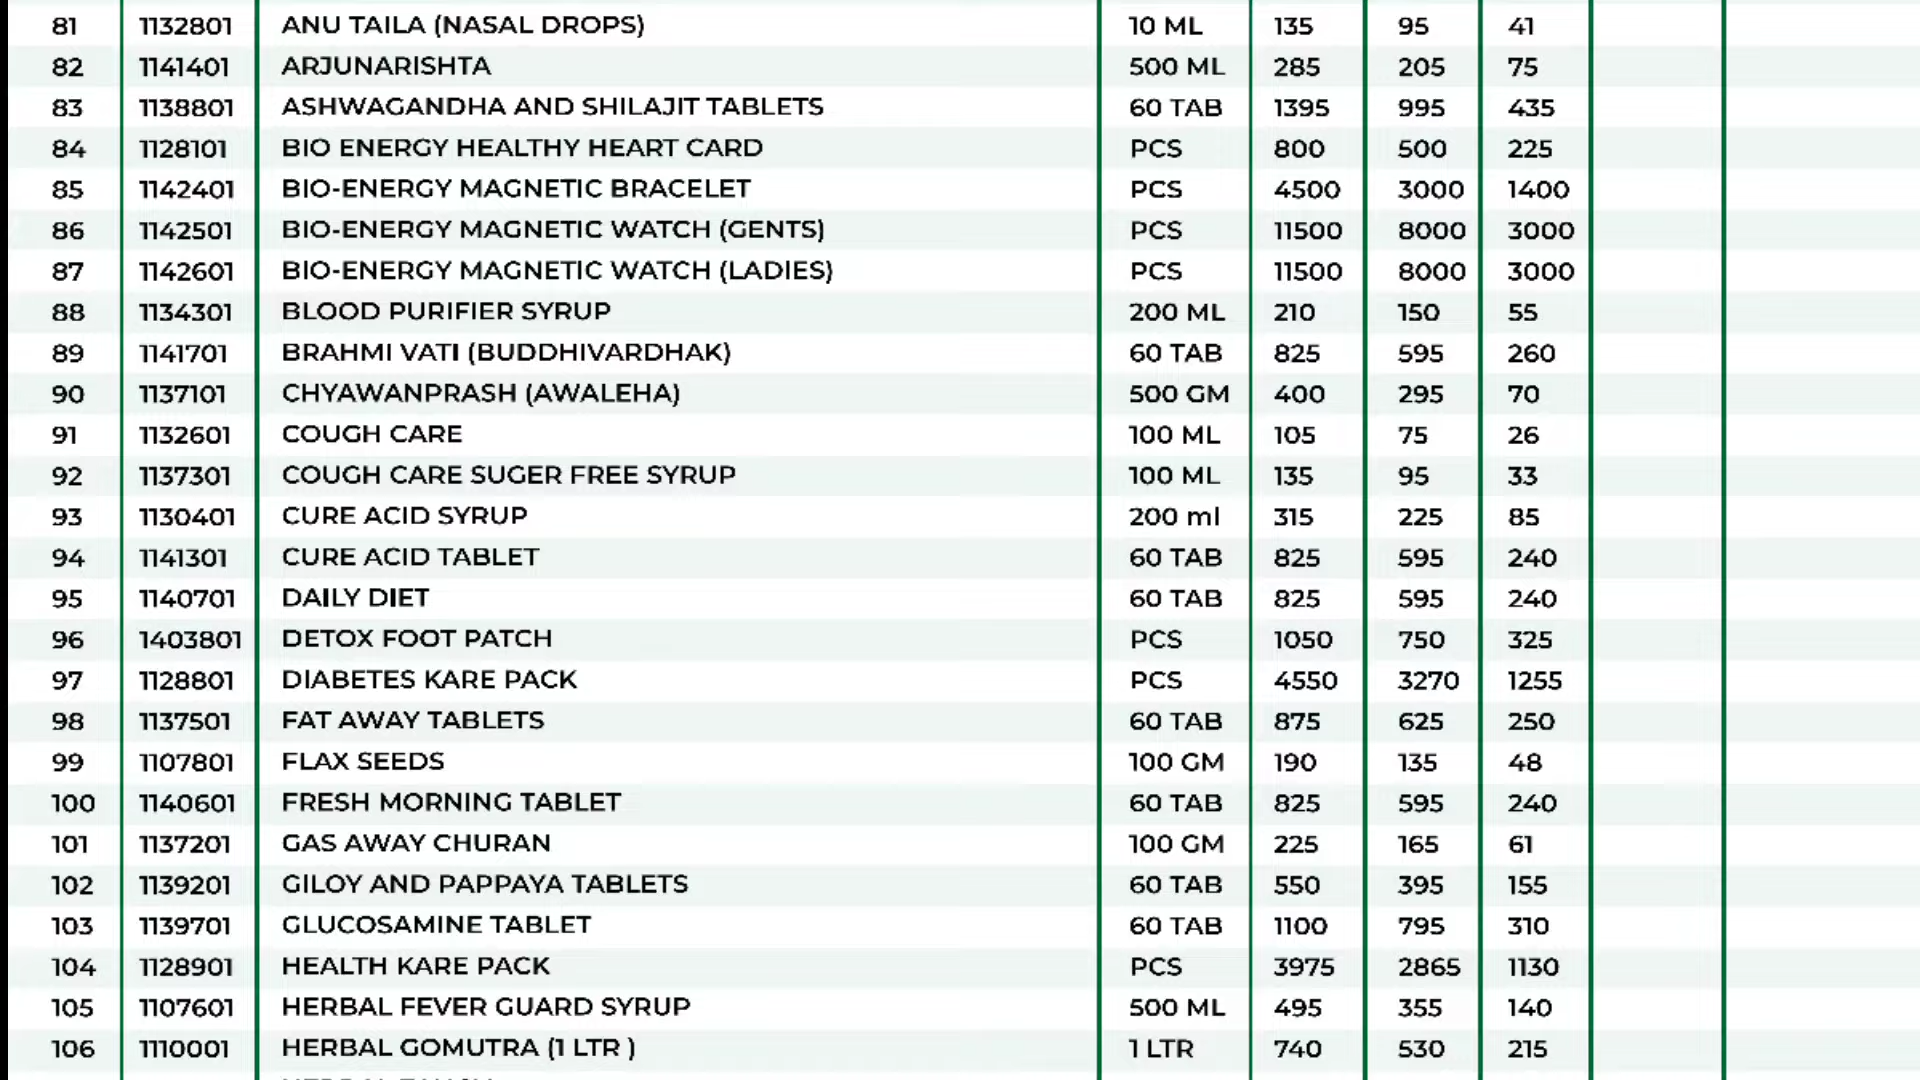 81 1132801 ANU TAILA (NASAL DROPS) 10 ML 135 95 41
82 1141401 ARJUNARISHTA 500 ML 285 205 75
83 1138801 ASHWAGANDHA AND SHILAJIT TABLETS 60 TAB 1395 995 435
84 1128101 BIO ENERGY HEALTHY HEART CARD PCS 800 500 225
85 1142401 BIO-ENERGY MAGNETIC BRACELET PCS 4500 3000 1400
86 1142501 BIO-ENERGY MAGNETIC WATCH (GENTS) PCS 11500 8000 3000
87 1142601 BIO-ENERGY MAGNETIC WATCH (LADIES) PCS 11500 8000 3000
88 1134301 BLOOD PURIFIER SYRUP 200 ML 210 150 55
89 1141701 BRAHMI VATI (BUDDHIVARDHAK) 60 TAB 825 595 260
90 1137101 CHYAWANPRASH (AWALEHA) 500 GM 400 295 70
91 1132601 COUGH CARE 100 ML 105 75 26
92 1137301 COUGH CARE SUGER FREE SYRUP 100 ML 135 95 33
93 1130401 CURE ACID SYRUP 200 ml 315 225 85
94 1141301 CURE ACID TABLET 60 TAB 825 595 240
95 1140701 DAILY DIET 60 TAB 825 595 240
96 1403801 DETOX FOOT PATCH PCS 1050 750 325
97 1128801 DIABETES KARE PACK PCS 4550 3270 1255
98 1137501 FAT AWAY TABLETS 60 TAB 875 625 250
99 1107801 FLAX SEEDS 100 GM 190 135 48
100 1140601 FRESH MORNING TABLET 60 TAB 825 595 240
101 1137201 GAS AWAY CHURAN 100 GM 225 165 61
102 1139201 GILOY AND PAPPAYA TABLETS 60 TAB 550 395 155
103 1139701 GLUCOSAMINE TABLET 60 TAB 1100 795 310
104 1128901 HEALTH KARE PACK PCS 3975 2865 1130
105 1107601 HERBAL FEVER GUARD SYRUP 500 ML 495 355 140
106 1110001 HERBAL GOMUTRA (1 LTR ) 1 LTR 740 530 215